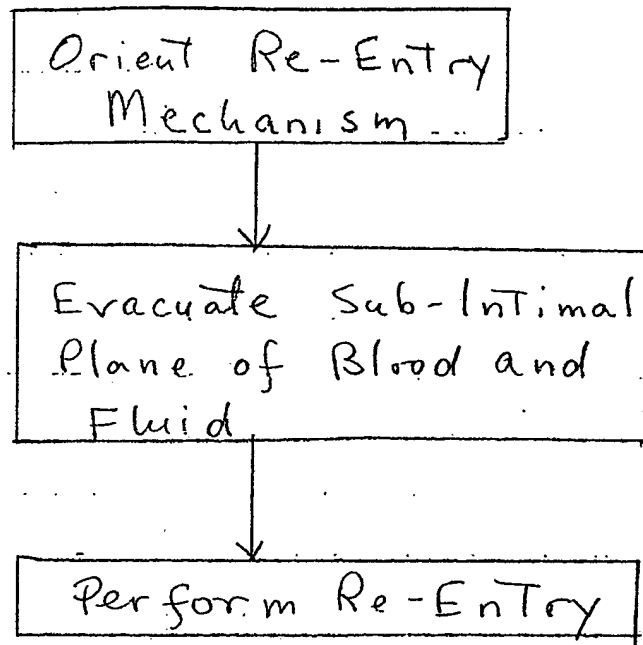 Orient Re-Entry
Mechanism
Evacuate Sub-Intimal
Plane of Blood and
Fluid
Perform Re-Entry